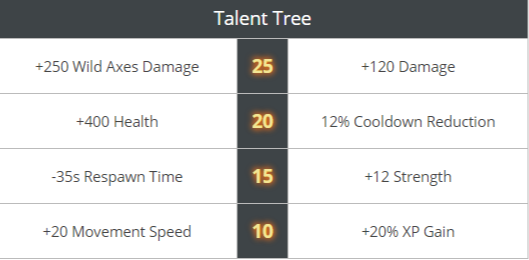 Talent Tree
+250 Wild Axes Damage 25 +120 Damage
+400 Health 20 12% Cooldown Reduction
-35s Respawn Time 15 +12 Strength
+20 Movement Speed 10 +20% XP Gain